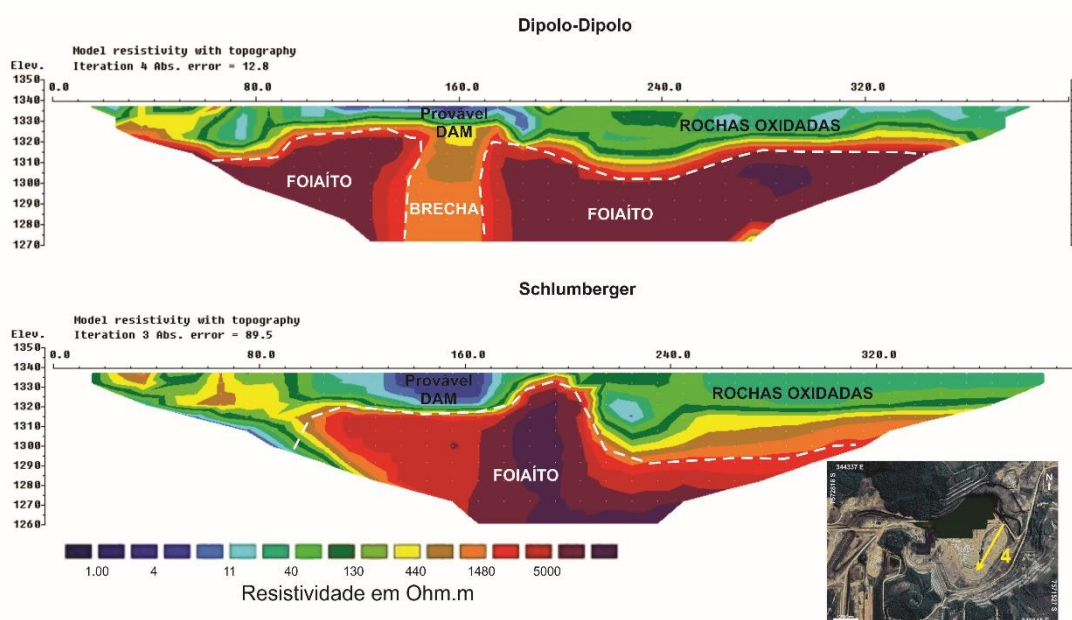 Dipolo-Dipolo
Model resistivity with topography
Iteration 4 Abs. error = 12.8
Elev.
0.0 80.0 160.0 240.0 320.0
1350
1340
1330
1320
1310
1300
1290
1280
1270
Provável
DAM
ROCHAS OXIDADAS
FOIAÍTO
BRECHA
FOIAÍTO
Schlumberger
Model resistivity with topography
Iteration 3 Abs. error = 89.5
Elev.
0.0 80.0 160.0 240.0 320.0
1350
1340
1330
1320
1310
1300
1290
1280
1270
1260
Provável
DAM
ROCHAS OXIDADAS
FOIAÍTO
1.00 4 11 40 130 440 1480 5000
Resistividade em Ohm.m
344337 E
7572818 S
N
4
7571527 S